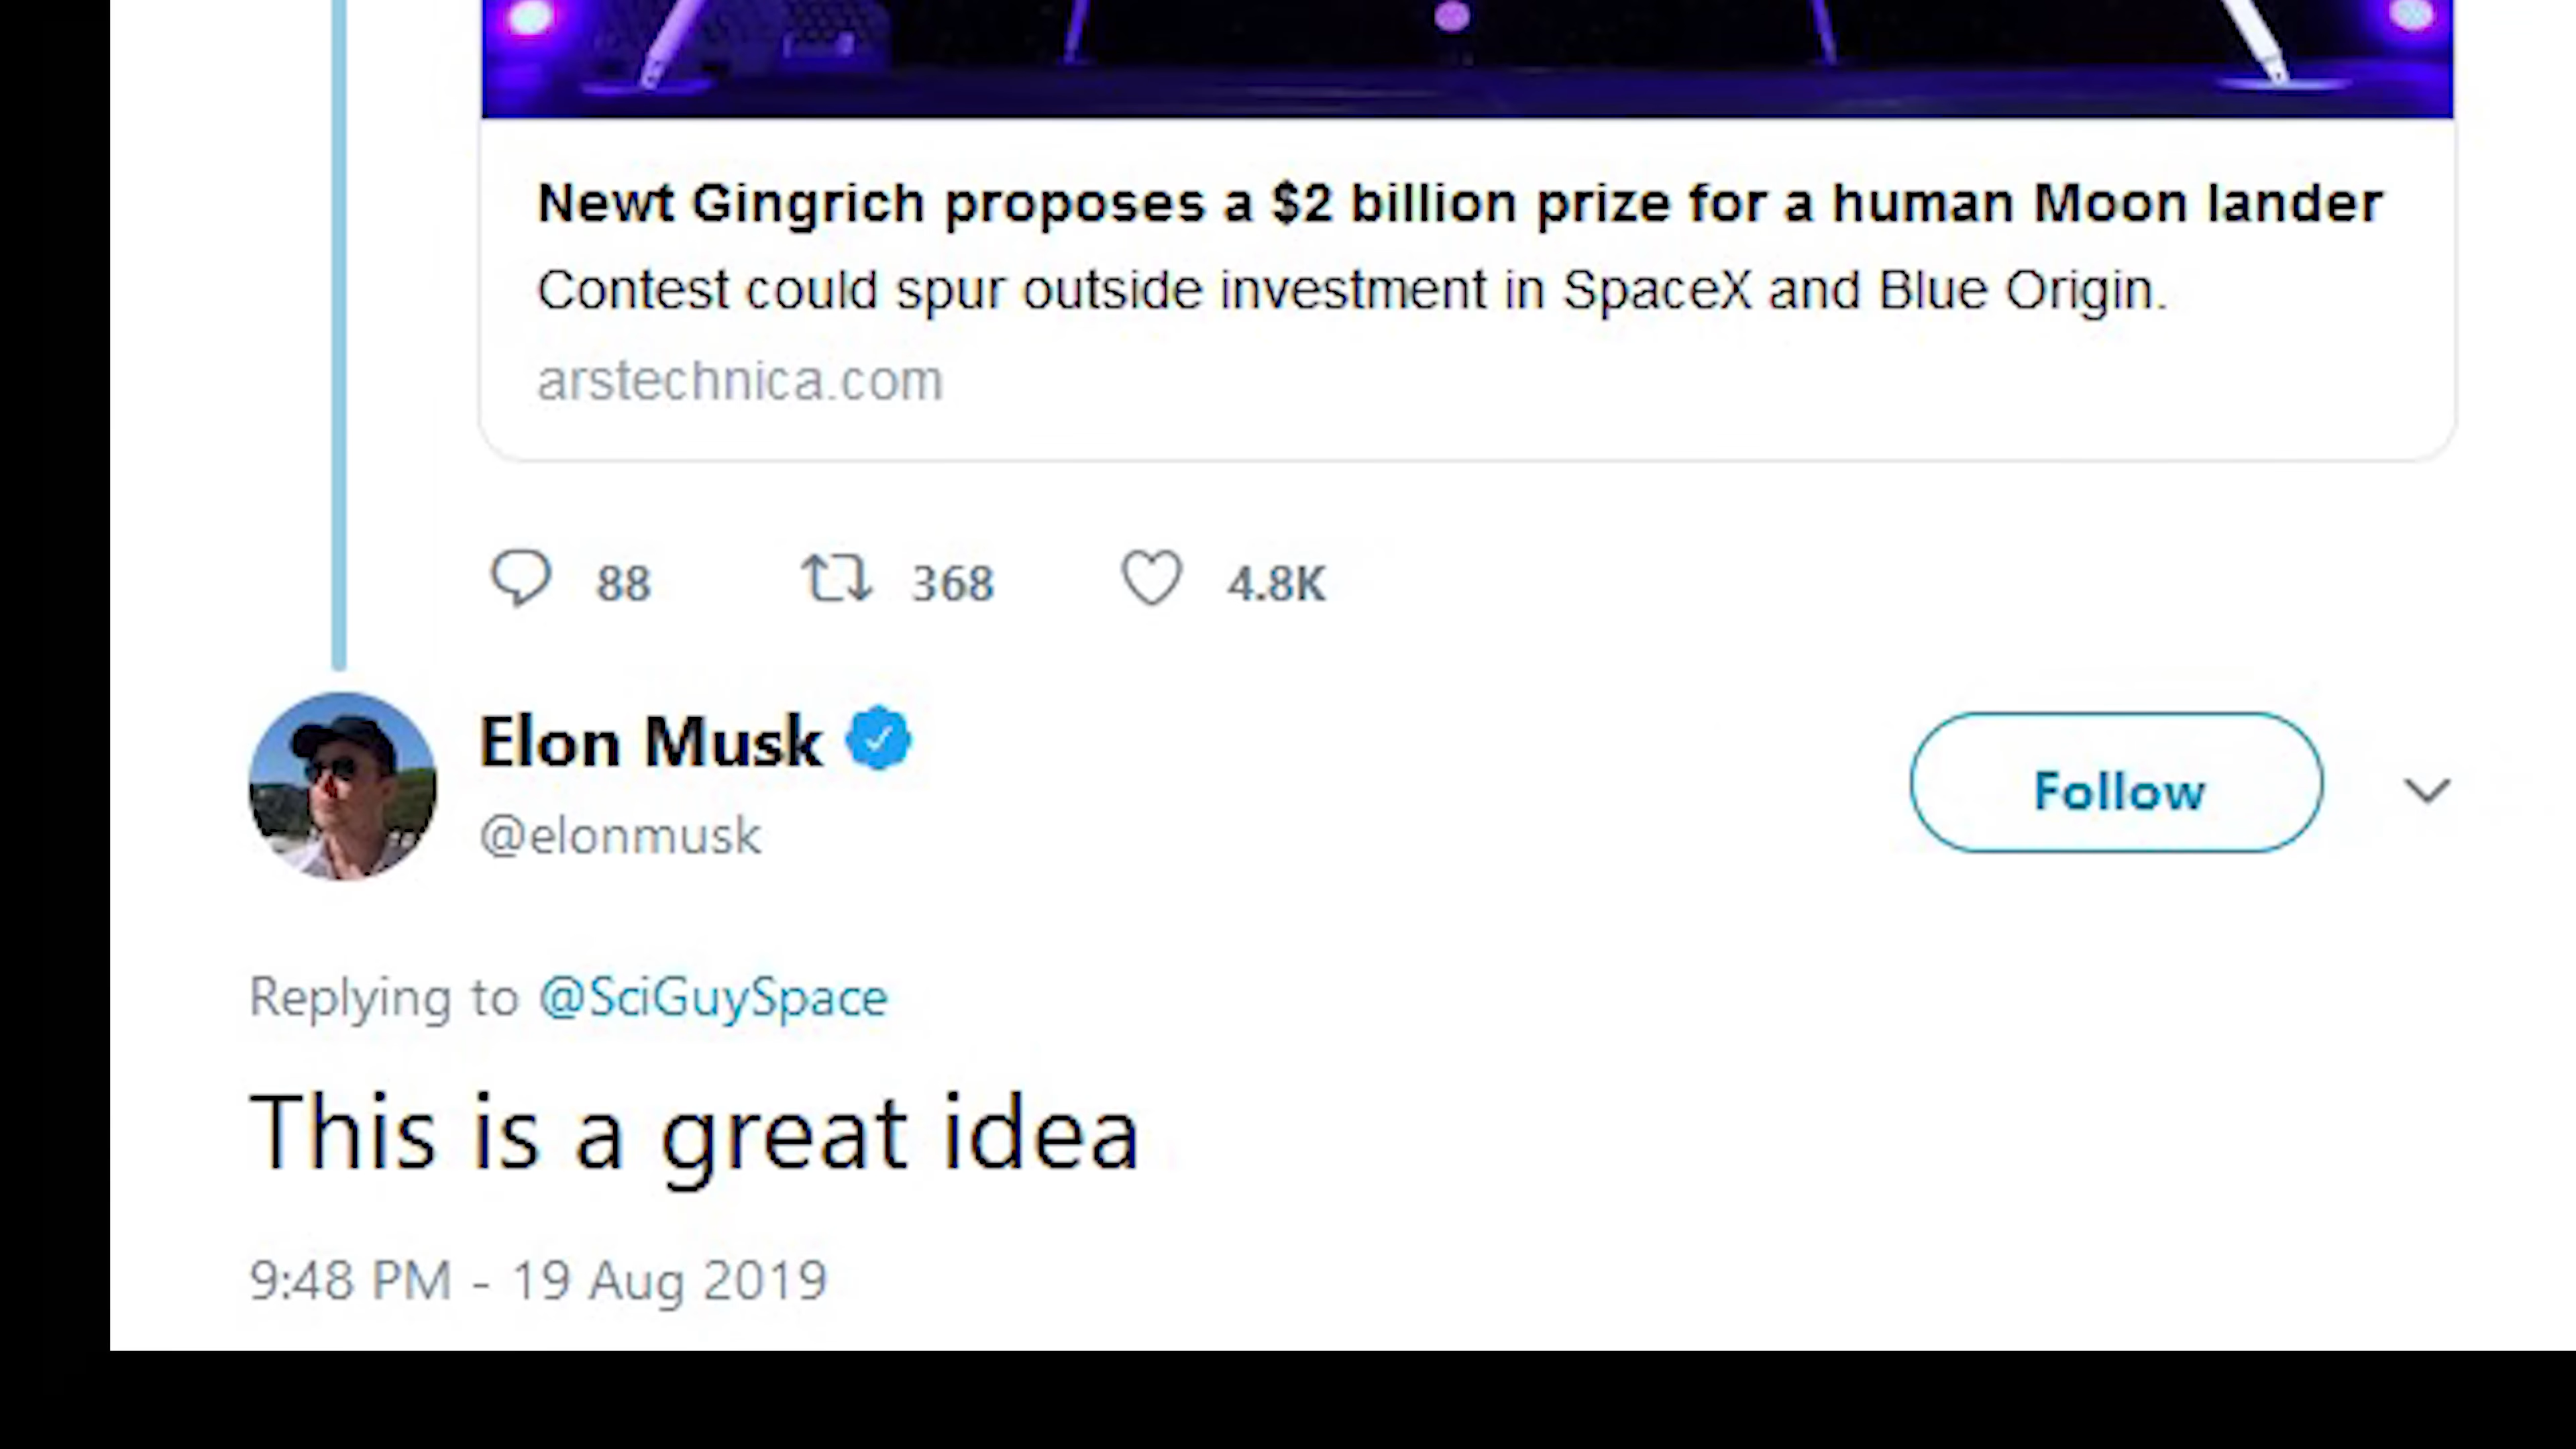 Newt Gingrich proposes a $2 billion prize for a human Moon lander
Contest could spur outside investment in SpaceX and Blue Origin.
arstechnica.com
88 368 4.8K
Elon Musk
@elonmusk
Follow
Replying to @SciGuySpace
This is a great idea
9:48 PM - 19 Aug 2019